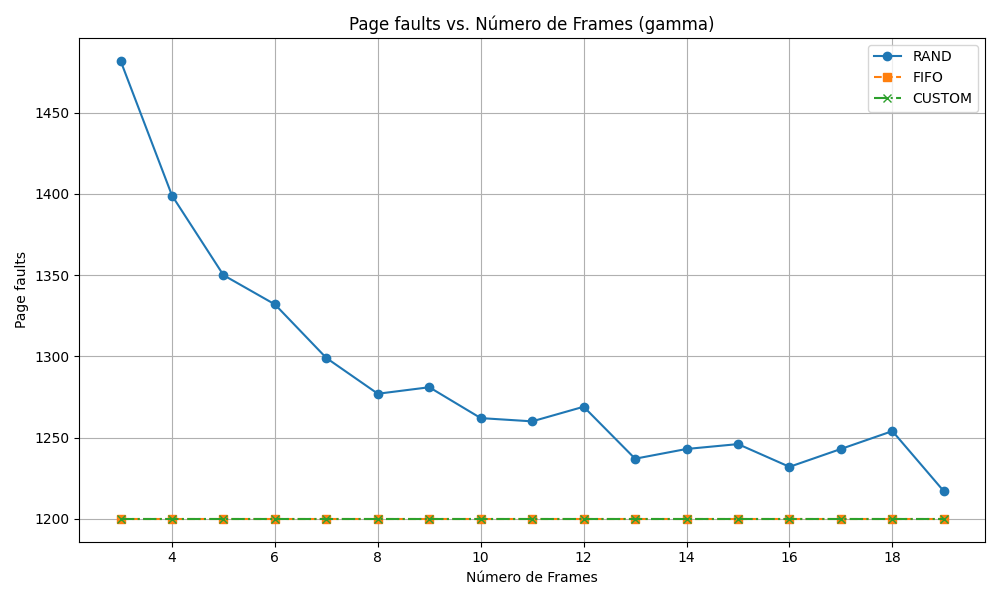 Page faults vs. Número de Frames (gamma)
RAND
FIFO
CUSTOM
Page faults
1450
1400
1350
1300
1250
1200
4 6 8 10 12 14 16 18
Número de Frames